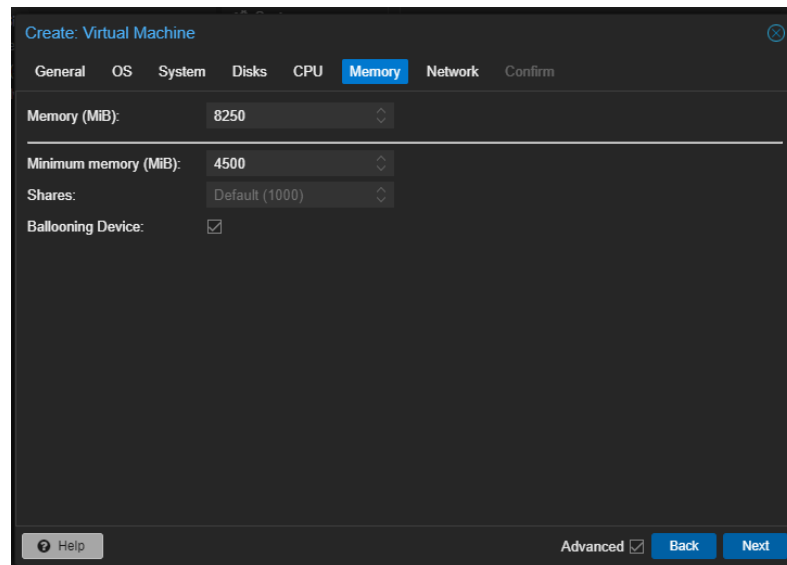 Create: Virtual Machine
General OS System Disks CPU Memory Network Confirm
Memory (MiB): 8250
Minimum memory (MiB): 4500
Shares: Default (1000)
Ballooning Device:
Help Advanced Back Next